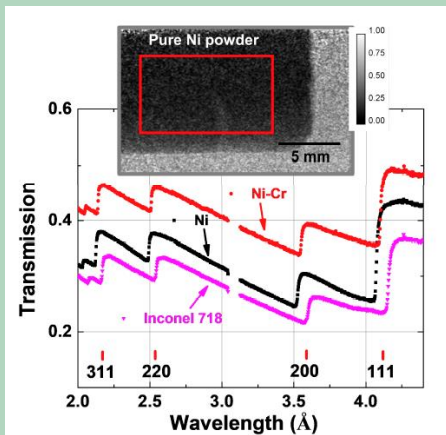 Pure Ni powder
5 mm
1.00
0.75
0.50
0.25
0.00
Transmission
0.6
0.4
0.2
Ni-Cr
Ni
Inconel 718
311
220
200
111
2.0
2.5
3.0
3.5
4.0
Wavelength (Å)